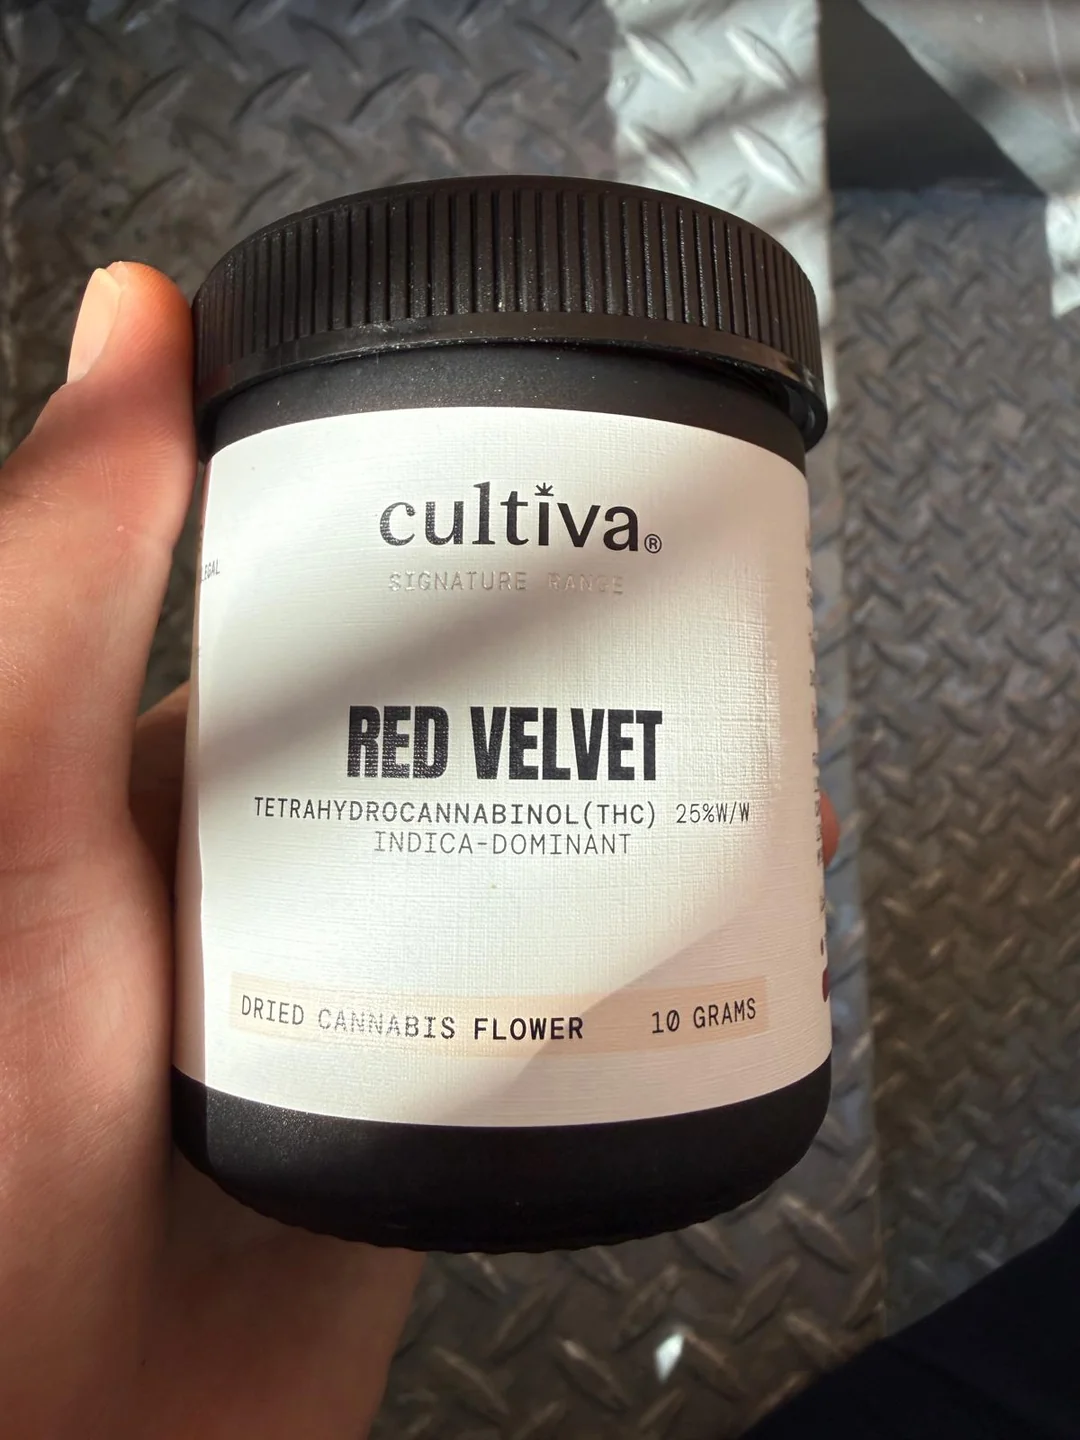 cultiva®
SIGNATURE RANGE
RED VELVET
TETRAHYDROCANNABINOL(THC) 25%W/W
INDICA-DOMINANT
DRIED CANNABIS FLOWER 10 GRAMS